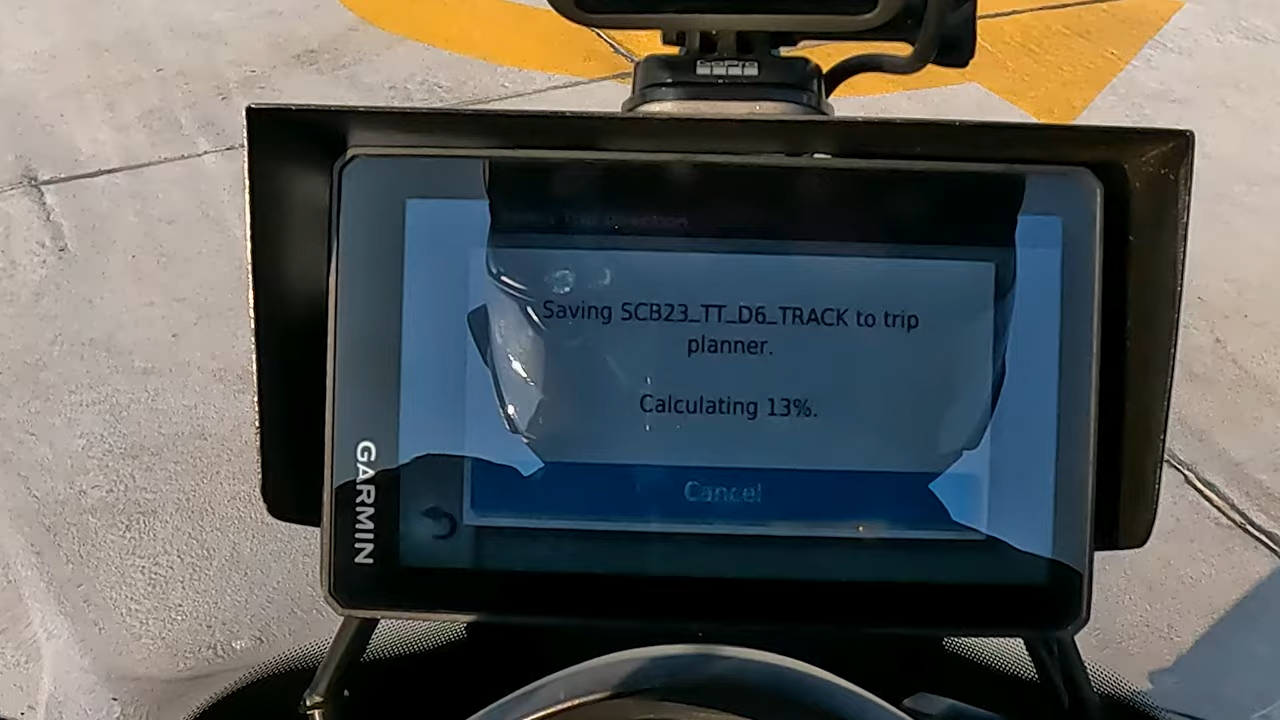 GoPro
Saving SCB23_TT_D6_TRACK to trip
planner.
Calculating 13%.
Cancel
GARMIN